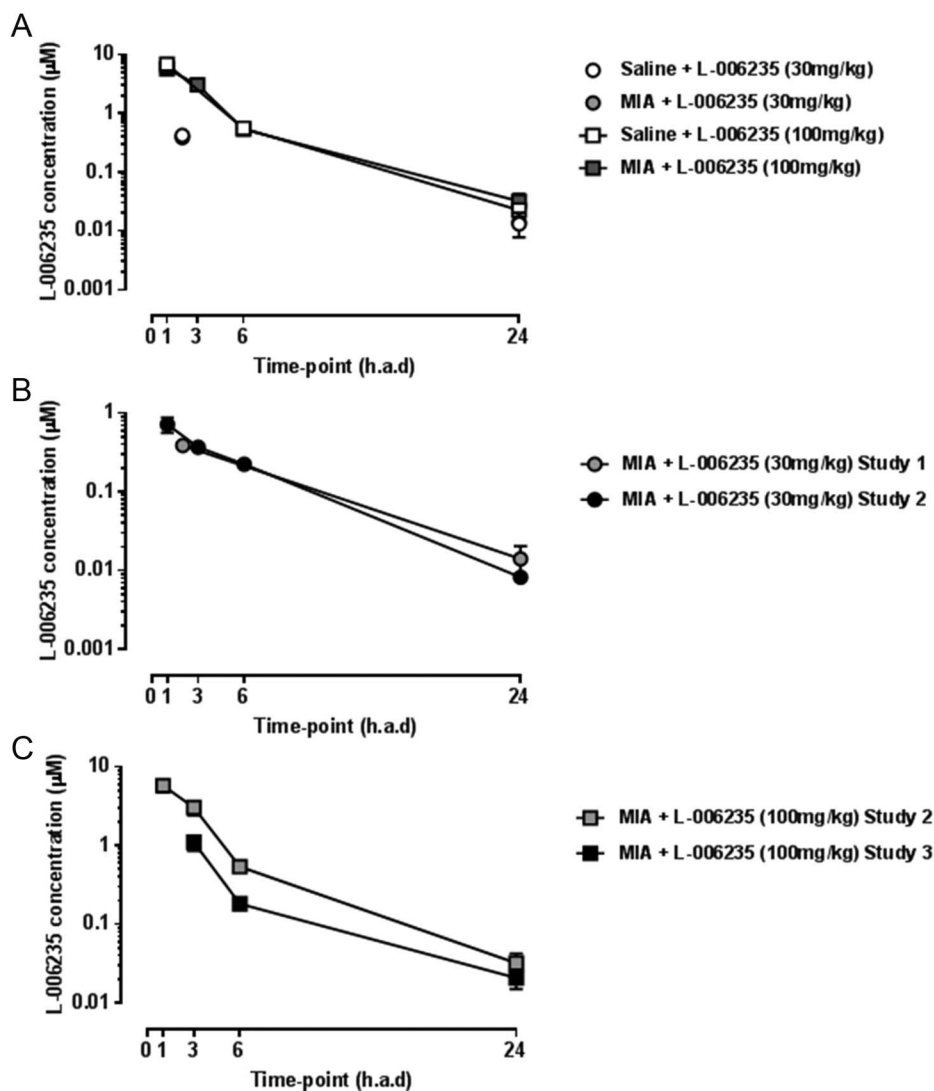 A
L-006235 concentration (µM)
10
1
0.1
0.01
0.001
0 1 3 6 24
Time-point (h.a.d)
Saline + L-006235 (30mg/kg)
MIA + L-006235 (30mg/kg)
Saline + L-006235 (100mg/kg)
MIA + L-006235 (100mg/kg)
B
L-006235 concentration (µM)
1
0.1
0.01
0.001
0 1 3 6 24
Time-point (h.a.d)
MIA + L-006235 (30mg/kg) Study 1
MIA + L-006235 (30mg/kg) Study 2
C
L-006235 concentration (µM)
10
1
0.1
0.01
0 1 3 6 24
Time-point (h.a.d)
MIA + L-006235 (100mg/kg) Study 2
MIA + L-006235 (100mg/kg) Study 3